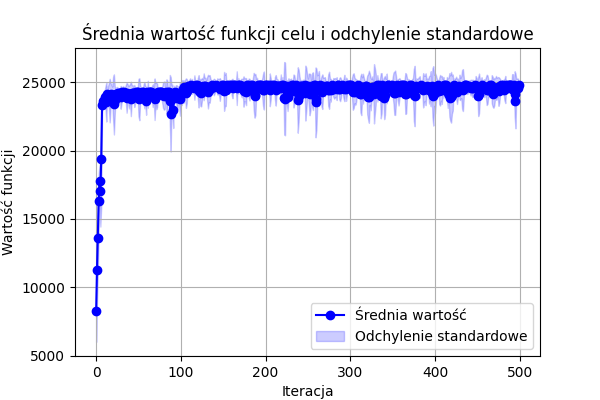 Średnia wartość funkcji celu i odchylenie standardowe
Wartość funkcji
25000
20000
15000
10000
5000
0 100 200 300 400 500
Iteracja
Średnia wartość
Odchylenie standardowe